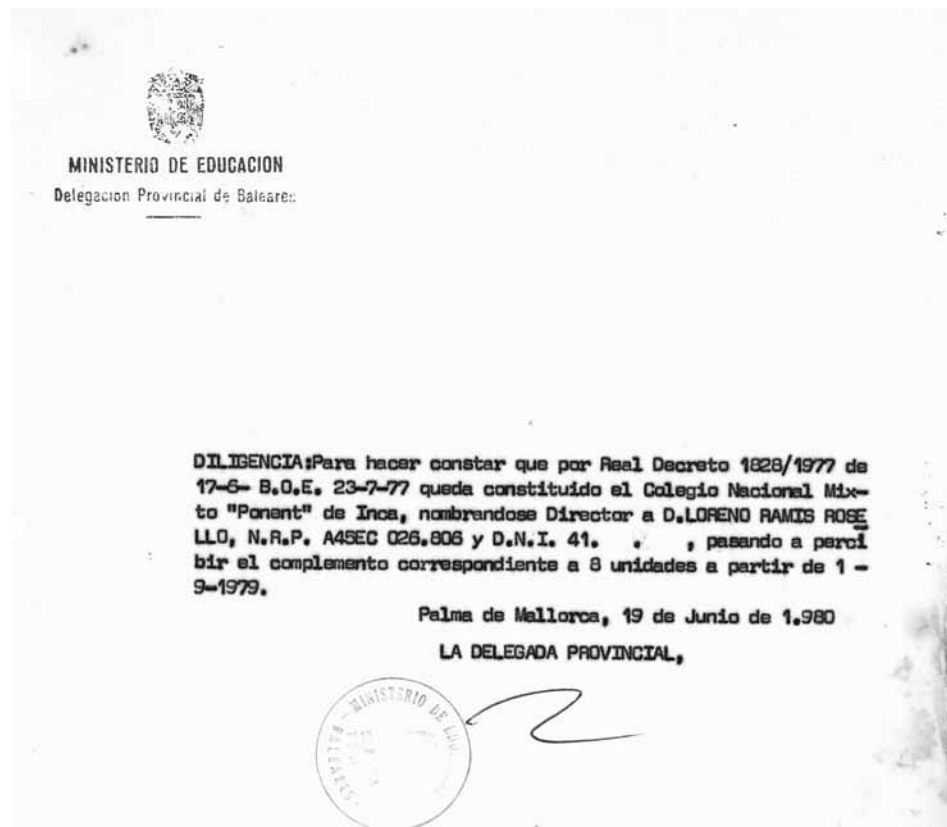 MINISTERIO DE EDUCACION
Delegacion Provincial de Baleares
DILIGENCIA:Para hacer constar que por Real Decreto 1828/1977 de
17-6- B.O.E. 23-7-77 queda constituido el Colegio Nacional Mix-
to "Ponent" de Inca, nombrandose Director a D.LORENO RAMIS ROSE
LLO, N.R.P. A45EC 026.806 y D.N.I. 41. . , pasando a perci
bir el complemento correspondiente a 8 unidades a partir de 1 -
9-1979.
Palma de Mallorca, 19 de Junio de 1.980
LA DELEGADA PROVINCIAL,
MINISTERIO DE
BALEARES